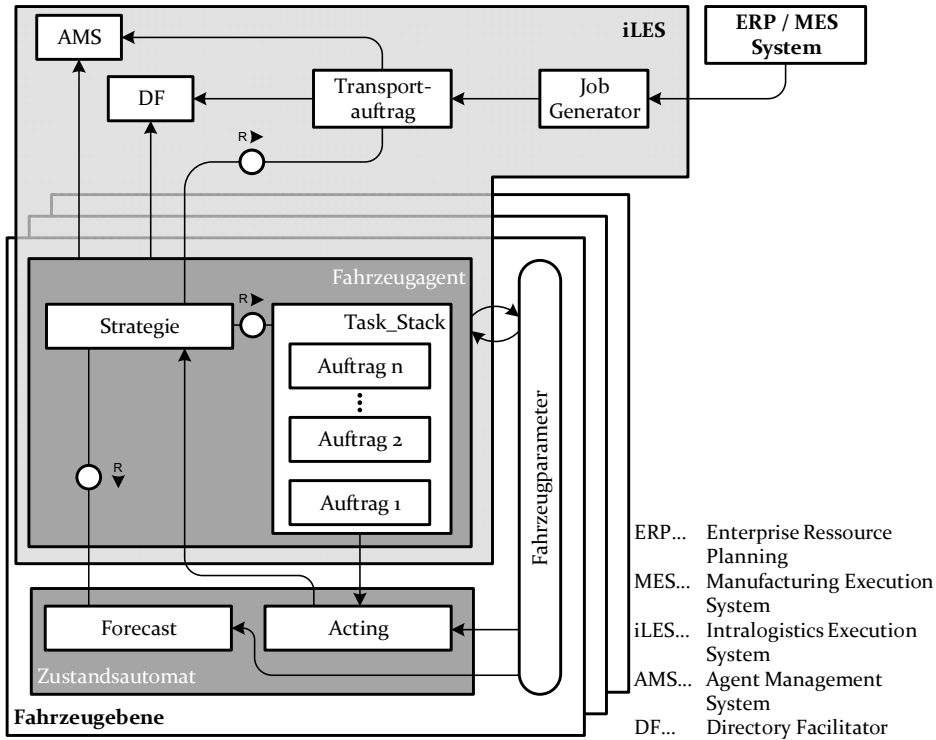 AMS
iLES
ERP / MES
System
DF
Transport-
auftrag
Job
Generator
R
Fahrzeugagent
R
Strategie
Task_Stack
Auftrag n
Auftrag 2
R
Auftrag 1
Fahrzeugparameter
Forecast
Acting
Zustandsautomat
Fahrzeugebene
ERP... Enterprise Ressource
Planning
MES... Manufacturing Execution
System
iLES... Intralogistics Execution
System
AMS... Agent Management
System
DF... Directory Facilitator